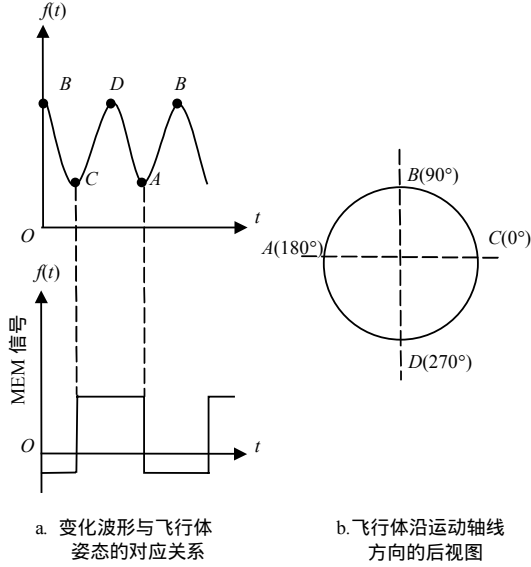 f(t)
B
D
B
C
A
t
O
f(t)
MEM 信号
O
t
B(90°)
A(180°)
C(0°)
D(270°)
a. 变化波形与飞行体
姿态的对应关系
b.飞行体沿运动轴线
方向的后视图